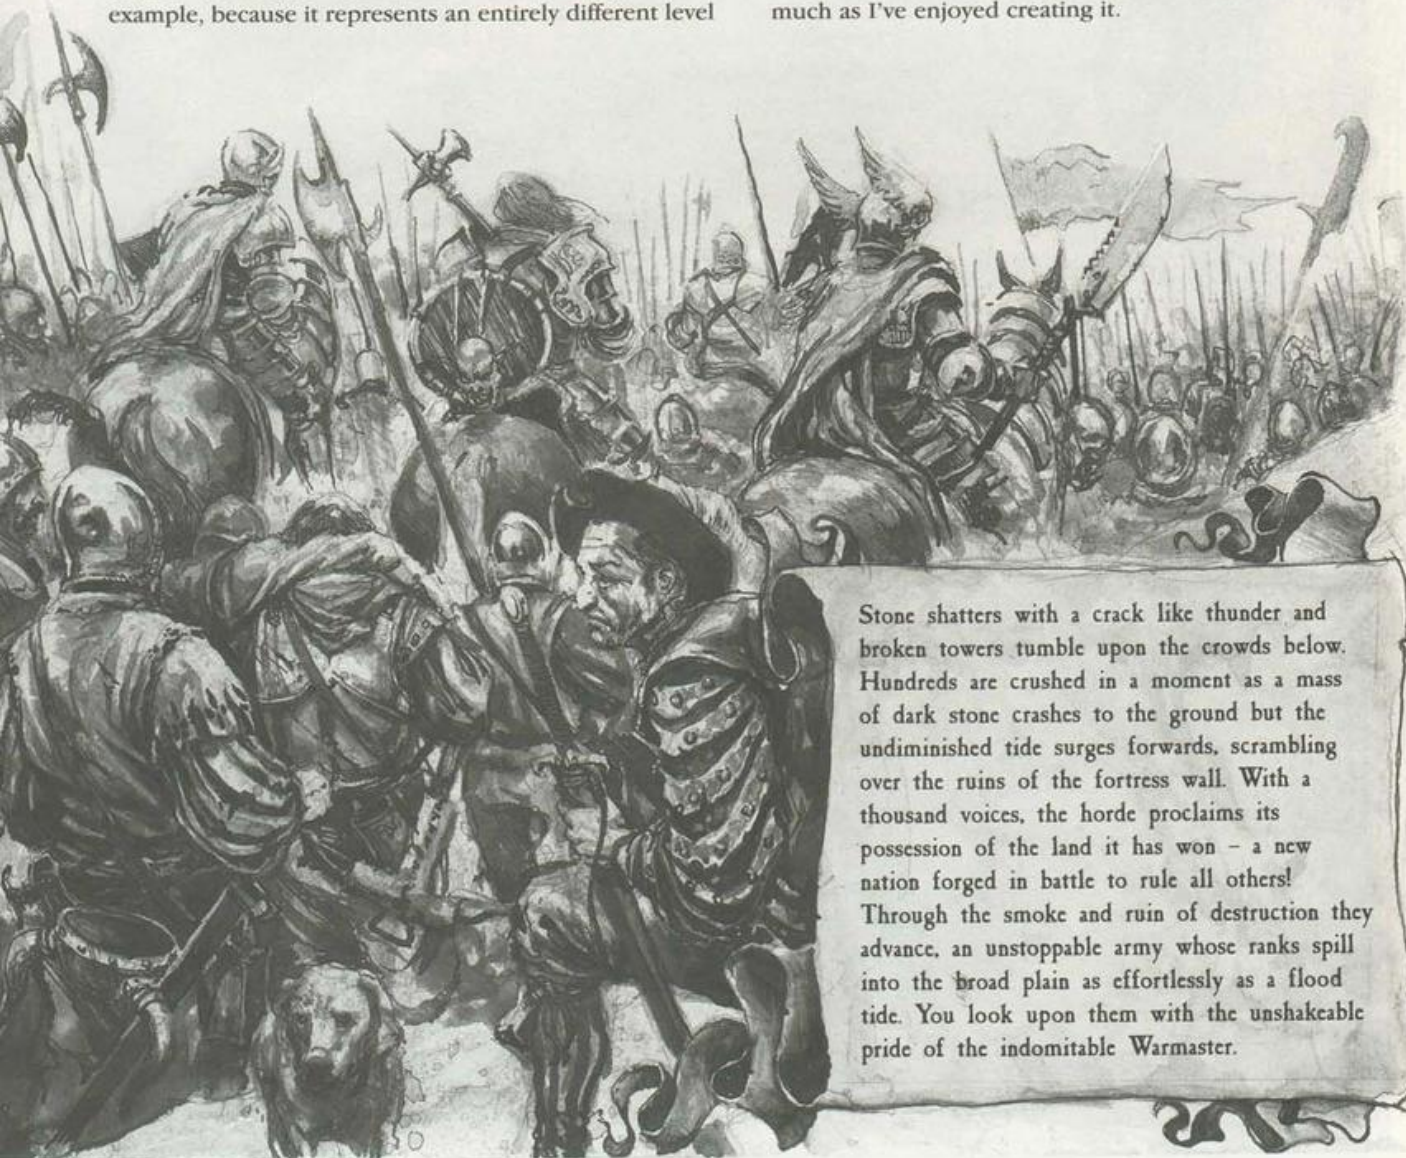 example, because it represents an entirely different level
much as I've enjoyed creating it.
Stone shatters with a crack like thunder and
broken towers tumble upon the crowds below.
Hundreds are crushed in a moment as a mass
of dark stone crashes to the ground but the
undiminished tide surges forwards, scrambling
over the ruins of the fortress wall. With a
thousand voices, the horde proclaims its
possession of the land it has won – a new
nation forged in battle to rule all others!
Through the smoke and ruin of destruction they
advance, an unstoppable army whose ranks spill
into the broad plain as effortlessly as a flood
tide. You look upon them with the unshakeable
pride of the indomitable Warmaster.